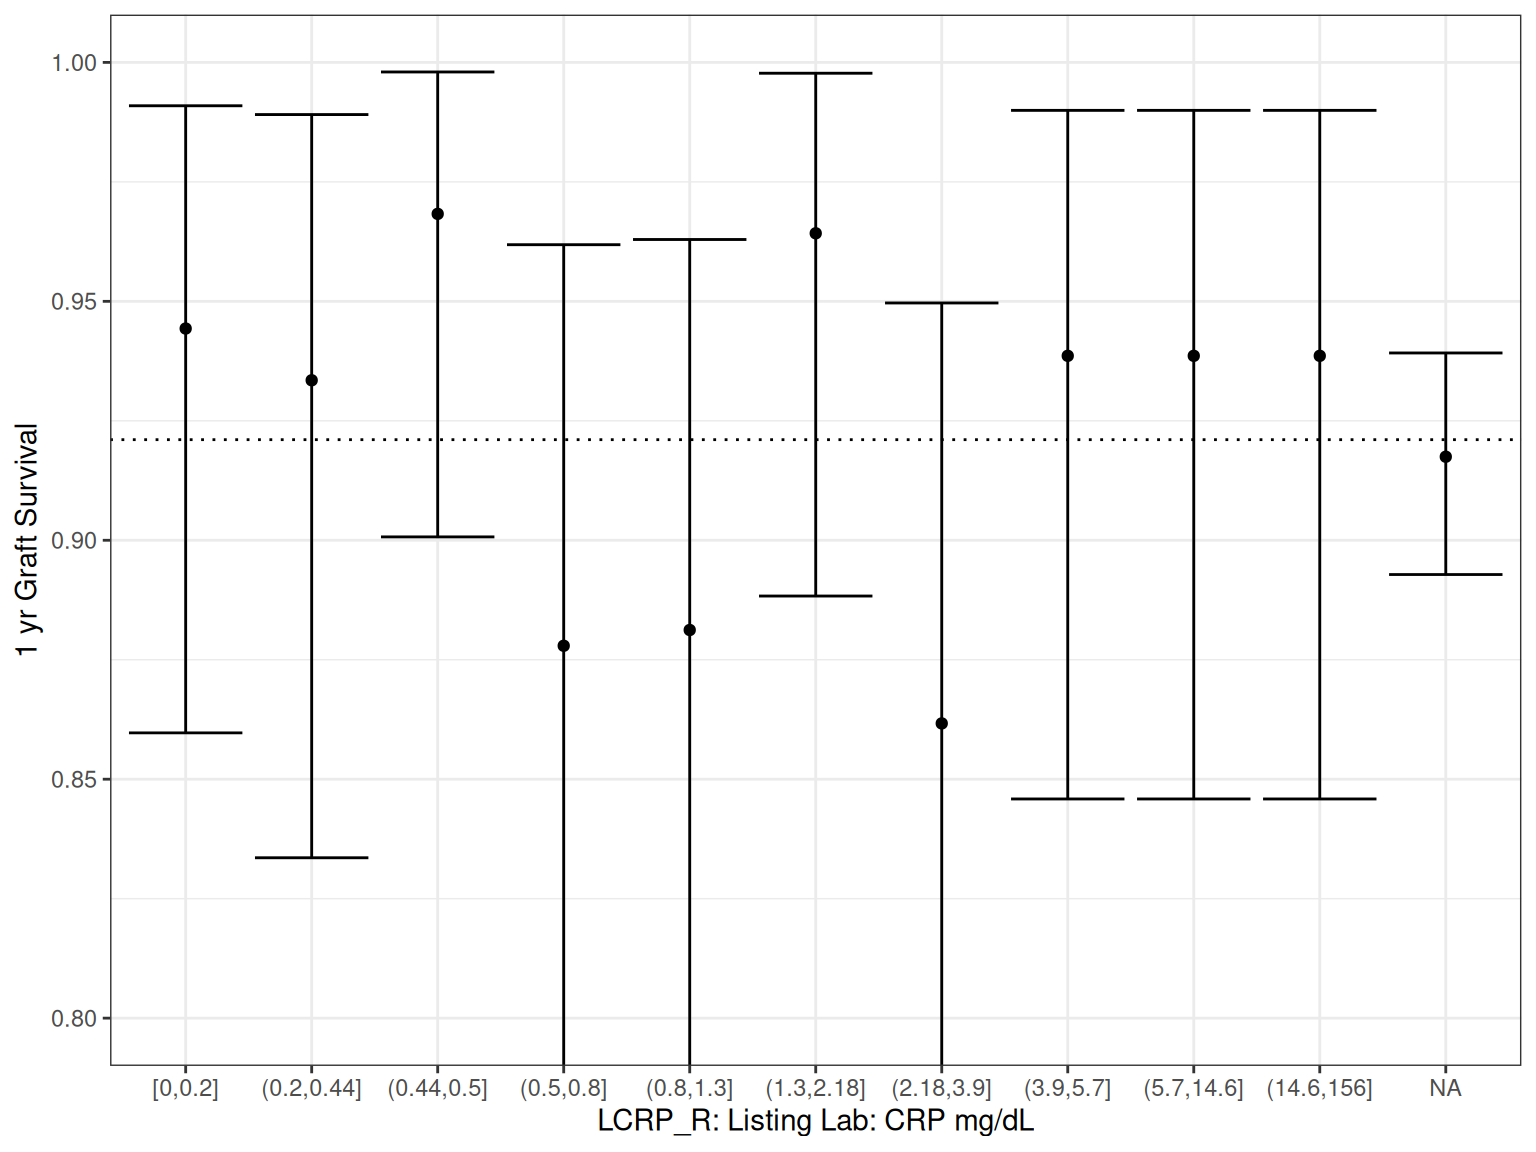 1 yr Graft Survival
1.00
0.95
0.90
0.85
0.80
[0,0.2] (0.2,0.44] (0.44,0.5] (0.5,0.8] (0.8,1.3] (1.3,2.18] (2.18,3.9] (3.9,5.7] (5.7,14.6] (14.6,156] NA
LCRP_R: Listing Lab: CRP mg/dL